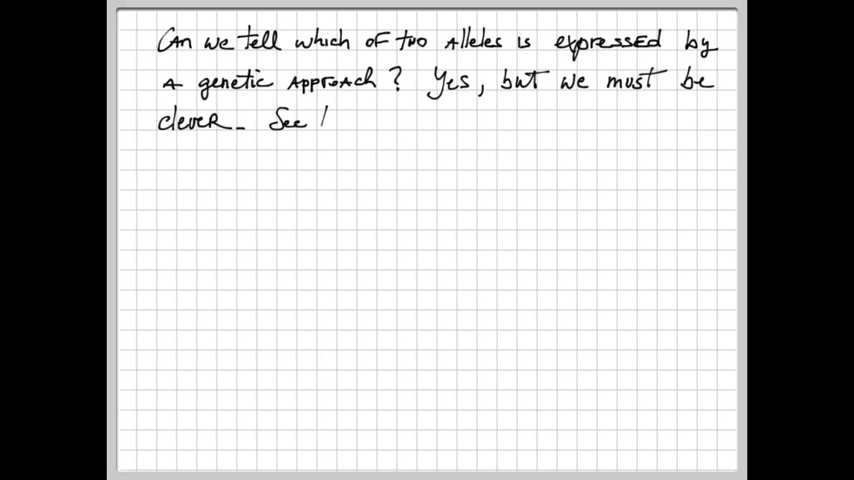 Can we tell which of two alleles is expressed by
a genetic approach? Yes, but we must be
clever. See